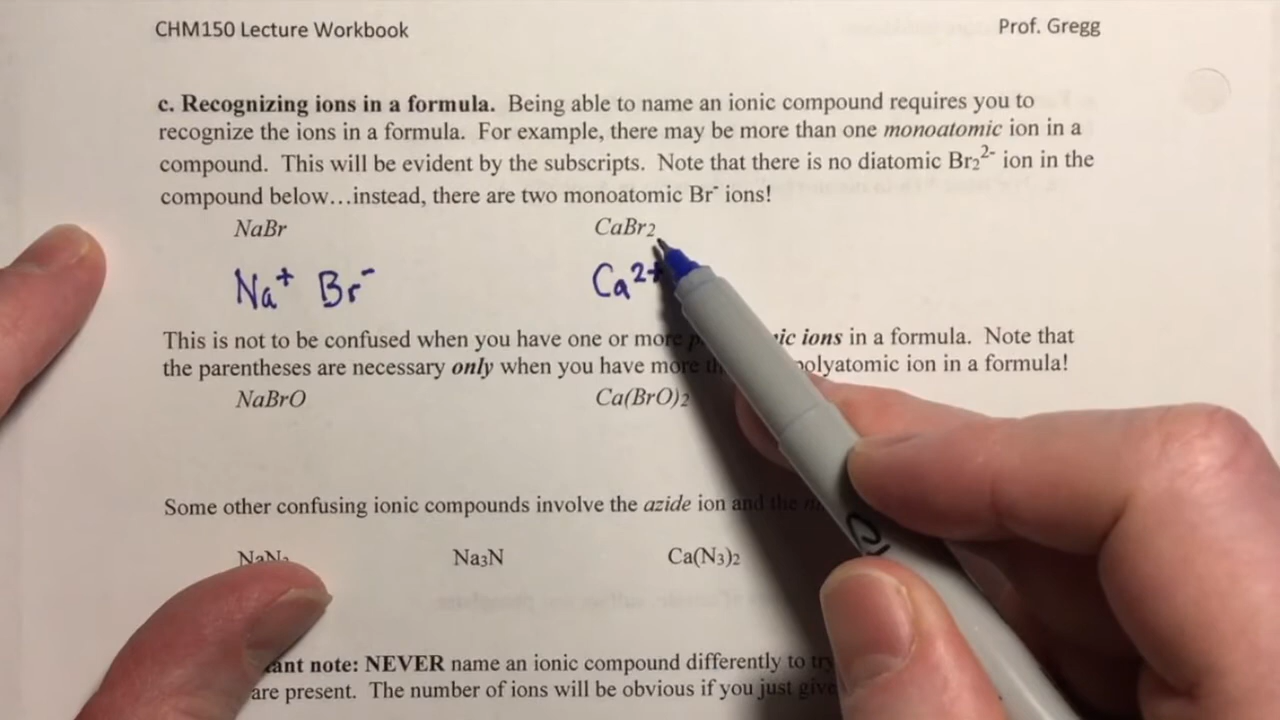 CHM150 Lecture Workbook Prof. Gregg
c. Recognizing ions in a formula. Being able to name an ionic compound requires you to
recognize the ions in a formula. For example, there may be more than one monoatomic ion in a
compound. This will be evident by the subscripts. Note that there is no diatomic Br₂²⁻ ion in the
compound below…instead, there are two monoatomic Br⁻ ions!
NaBr CaBr₂
Na⁺ Br⁻ Ca²⁺
This is not to be confused when you have one or more ions in a formula. Note that
the parentheses are necessary only when you have more polyatomic ion in a formula!
NaBrO Ca(BrO)₂
Some other confusing ionic compounds involve the azide ion and the
Na₃N Ca(N₃)₂
note: NEVER name an ionic compound differently to
are present. The number of ions will be obvious if you just